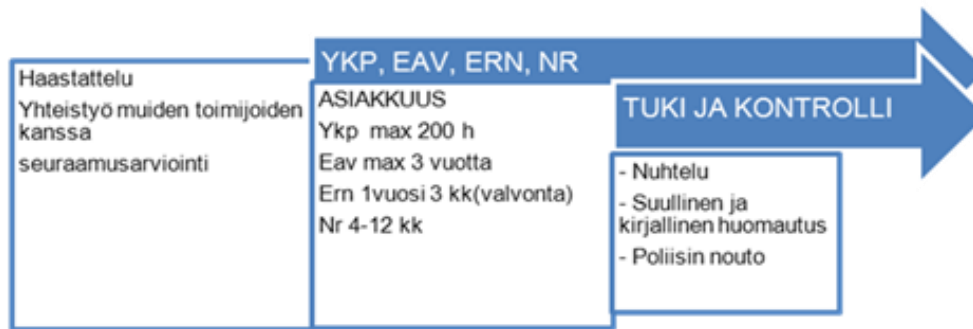 Haastattelu
Yhteistyö muiden toimijoiden
kanssa
seuraamusarviointi
YKP, EAV, ERN, NR
ASIAKKUUS
Ykp max 200 h
Eav max 3 vuotta
Ern 1vuosi 3 kk(valvonta)
Nr 4-12 kk
TUKI JA KONTROLLI
- Nuhtelu
- Suullinen ja
kirjallinen huomautus
- Poliisin nouto